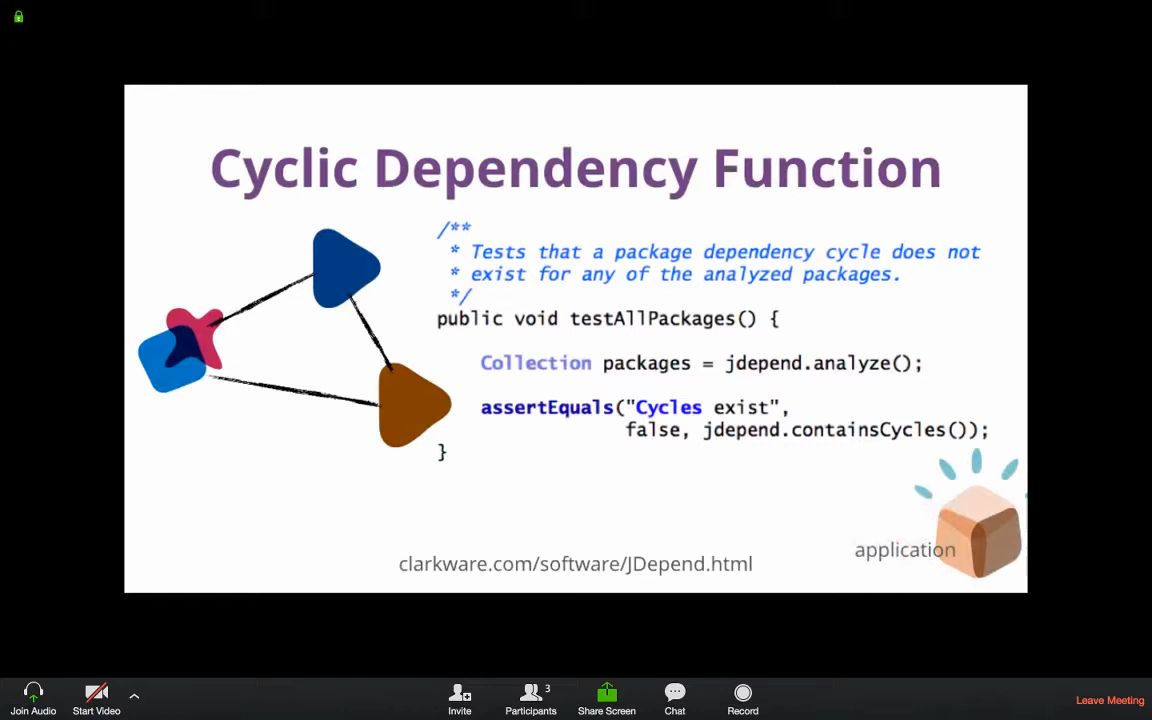 Cyclic Dependency Function
/**
* Tests that a package dependency cycle does not
* exist for any of the analyzed packages.
*/
public void testAllPackages() {
Collection packages = jdepend.analyze();
assertEquals("Cycles exist",
false, jdepend.containsCycles());
}
application
clarkware.com/software/JDepend.html
Join Audio
Start Video
Invite
Participants
3
Share Screen
Chat
Record
Leave Meeting